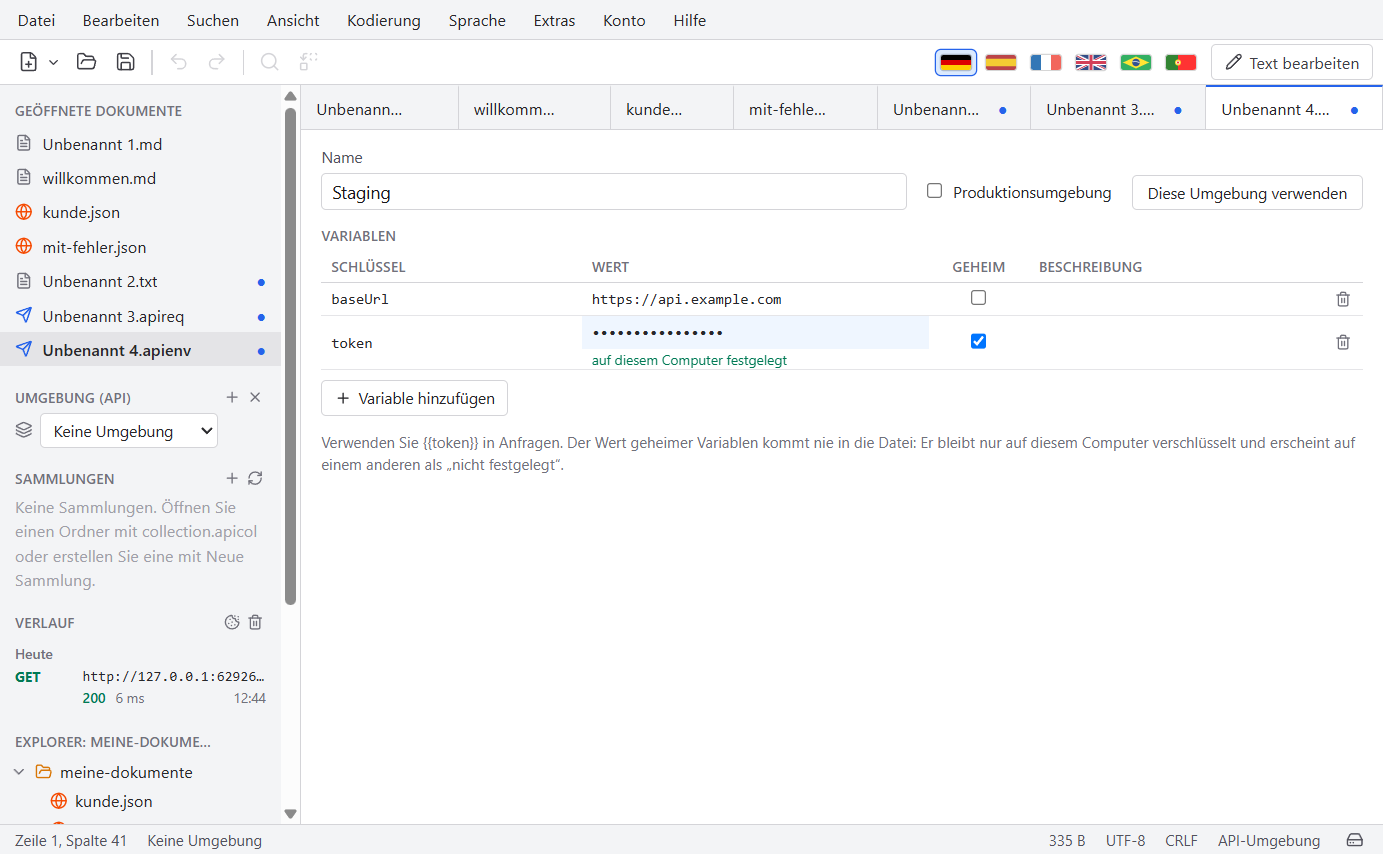 Datei Bearbeiten Suchen Ansicht Kodierung Sprache Extras Konto Hilfe
Text bearbeiten
GEÖFFNETE DOKUMENTE
Unbenannt 1.md
willkommen.md
kunde.json
mit-fehler.json
Unbenannt 2.txt
Unbenannt 3.apireq
Unbenannt 4.apienv
UMGEBUNG (API)
Keine Umgebung
SAMMLUNGEN
Keine Sammlungen. Öffnen Sie
einen Ordner mit collection.apicol
oder erstellen Sie eine mit Neue
Sammlung.
VERLAUF
Heute
GET http://127.0.0.1:62926…
200 6 ms 12:44
EXPLORER: MEINE-DOKUME…
meine-dokumente
kunde.json
Unbenann… willkomm… kunde… mit-fehle… Unbenann… Unbenannt 3.… Unbenannt 4.…
Name
Staging
Produktionsumgebung
Diese Umgebung verwenden
VARIABLEN
SCHLÜSSEL WERT GEHEIM BESCHREIBUNG
baseUrl https://api.example.com
token ••••••••••••••••
auf diesem Computer festgelegt
Variable hinzufügen
Verwenden Sie {{token}} in Anfragen. Der Wert geheimer Variablen kommt nie in die Datei: Er bleibt nur auf diesem Computer verschlüsselt und erscheint auf
einem anderen als „nicht festgelegt“.
Zeile 1, Spalte 41 Keine Umgebung 335 B UTF-8 CRLF API-Umgebung